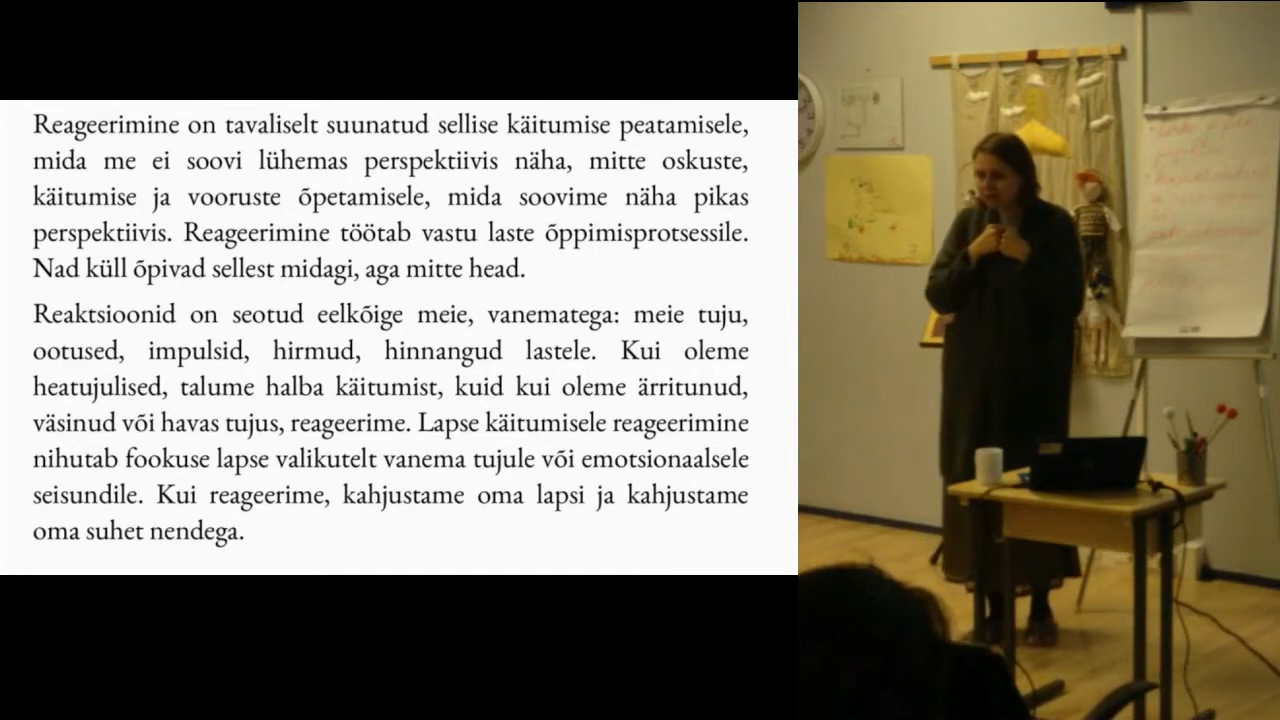 Reageerimine on tavaliselt suunatud sellise käitumise peatamisele,
mida me ei soovi lühemas perspektiivis näha, mitte oskuste,
käitumise ja vooruste õpetamisele, mida soovime näha pikas
perspektiivis. Reageerimine töötab vastu laste õppimisprotsessile.
Nad küll õpivad sellest midagi, aga mitte head.
Reaktsioonid on seotud eelkõige meie, vanematega: meie tuju,
ootused, impulsid, hirmud, hinnangud lastele. Kui oleme
heatujulised, talume halba käitumist, kuid kui oleme ärritunud,
väsinud või havas tujus, reageerime. Lapse käitumisele reageerimine
nihutab fookuse lapse valikutelt vanema tujule või emotsionaalsele
seisundile. Kui reageerime, kahjustame oma lapsi ja kahjustame
oma suhet nendega.